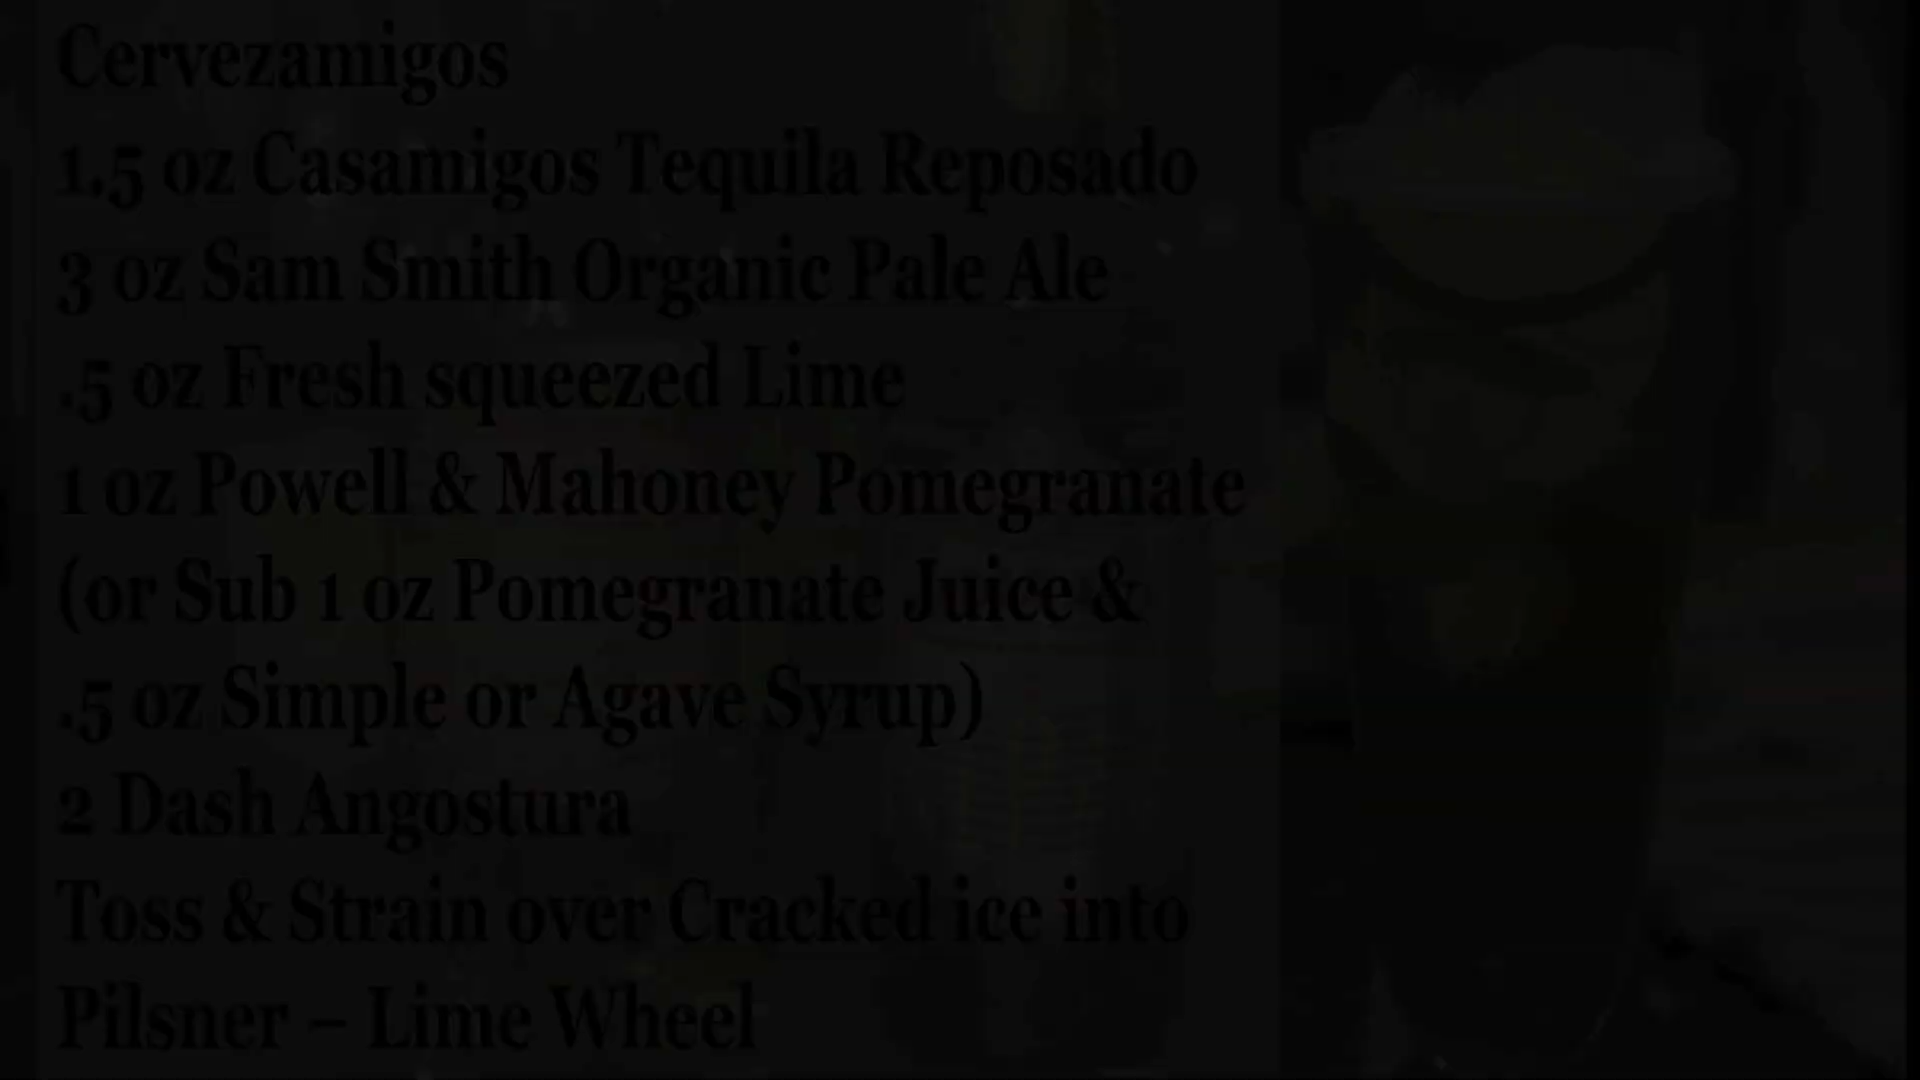 Cervezamigos
1.5 oz Casamigos Tequila Reposado
3 oz Sam Smith Organic Pale Ale
.5 oz Fresh squeezed Lime
1 oz Powell & Mahoney Pomegranate
(or Sub 1 oz Pomegranate Juice &
.5 oz Simple or Agave Syrup)
2 Dash Angostura
Toss & Strain over Cracked ice into
Pilsner – Lime Wheel